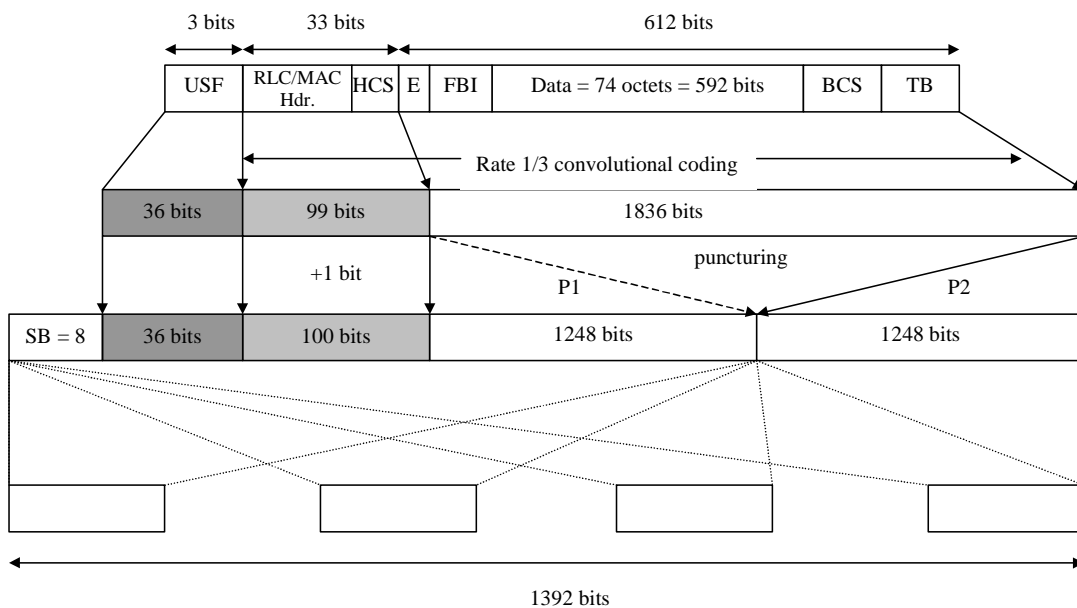 3 bits
33 bits
612 bits
USF
RLC/MAC
Hdr.
HCS
E
FBI
Data = 74 octets = 592 bits
BCS
TB
Rate 1/3 convolutional coding
36 bits
99 bits
1836 bits
puncturing
+1 bit
P1
P2
SB = 8
36 bits
100 bits
1248 bits
1248 bits
1392 bits